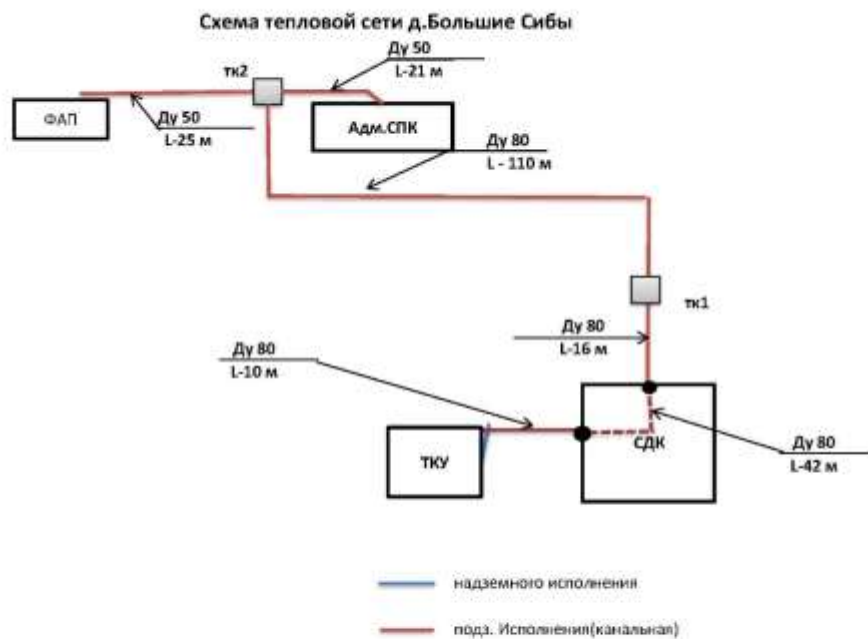 Схема тепловой сети д.Большие Сибы
Ду 50
L-21 м
тк2
ФАП
Ду 50
L-25 м
Адм.СПК
Ду 80
L - 110 м
тк1
Ду 80
L-16 м
Ду 80
L-10 м
ТКУ
СДК
Ду 80
L-42 м
надземного исполнения
подз. Исполнения(канальная)